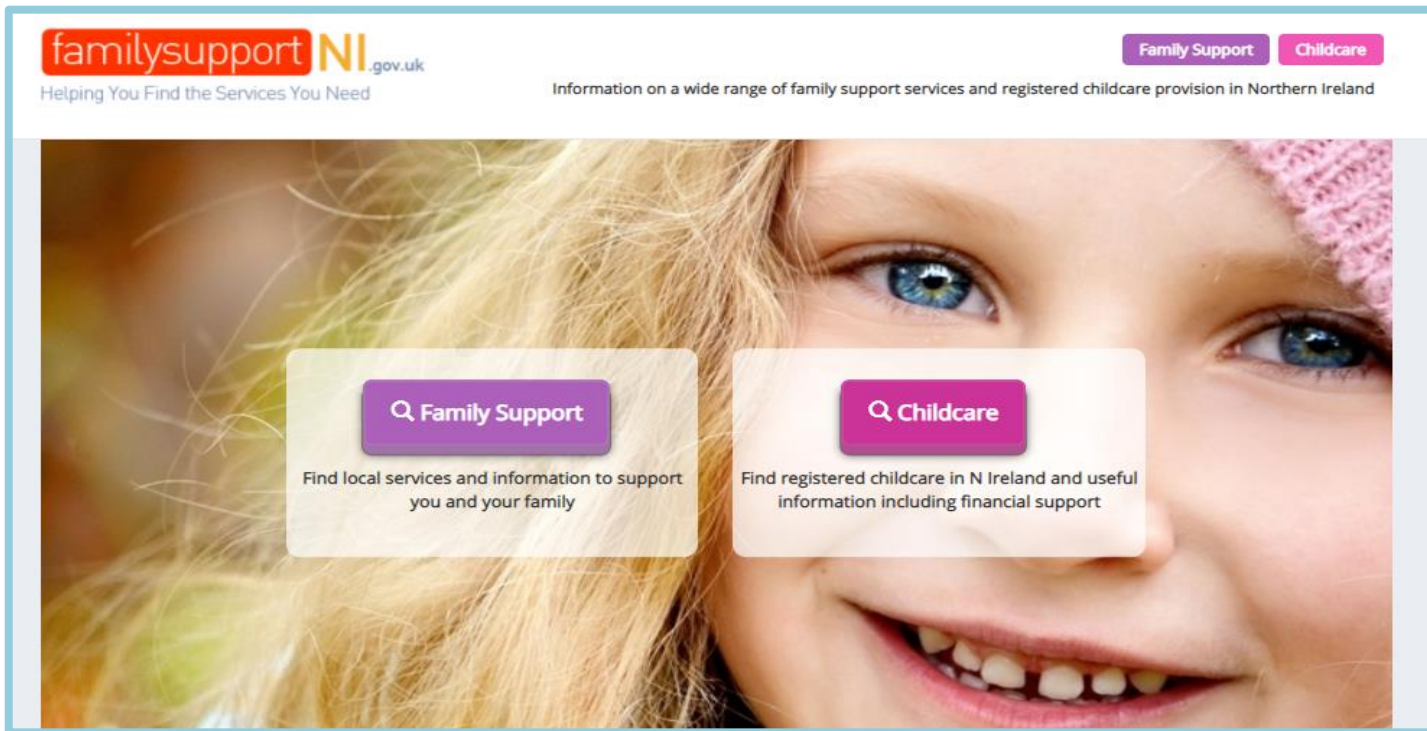 familysupport NI.gov.uk
Helping You Find the Services You Need
Family Support
Childcare
Information on a wide range of family support services and registered childcare provision in Northern Ireland
Family Support
Find local services and information to support
you and your family
Childcare
Find registered childcare in N Ireland and useful
information including financial support